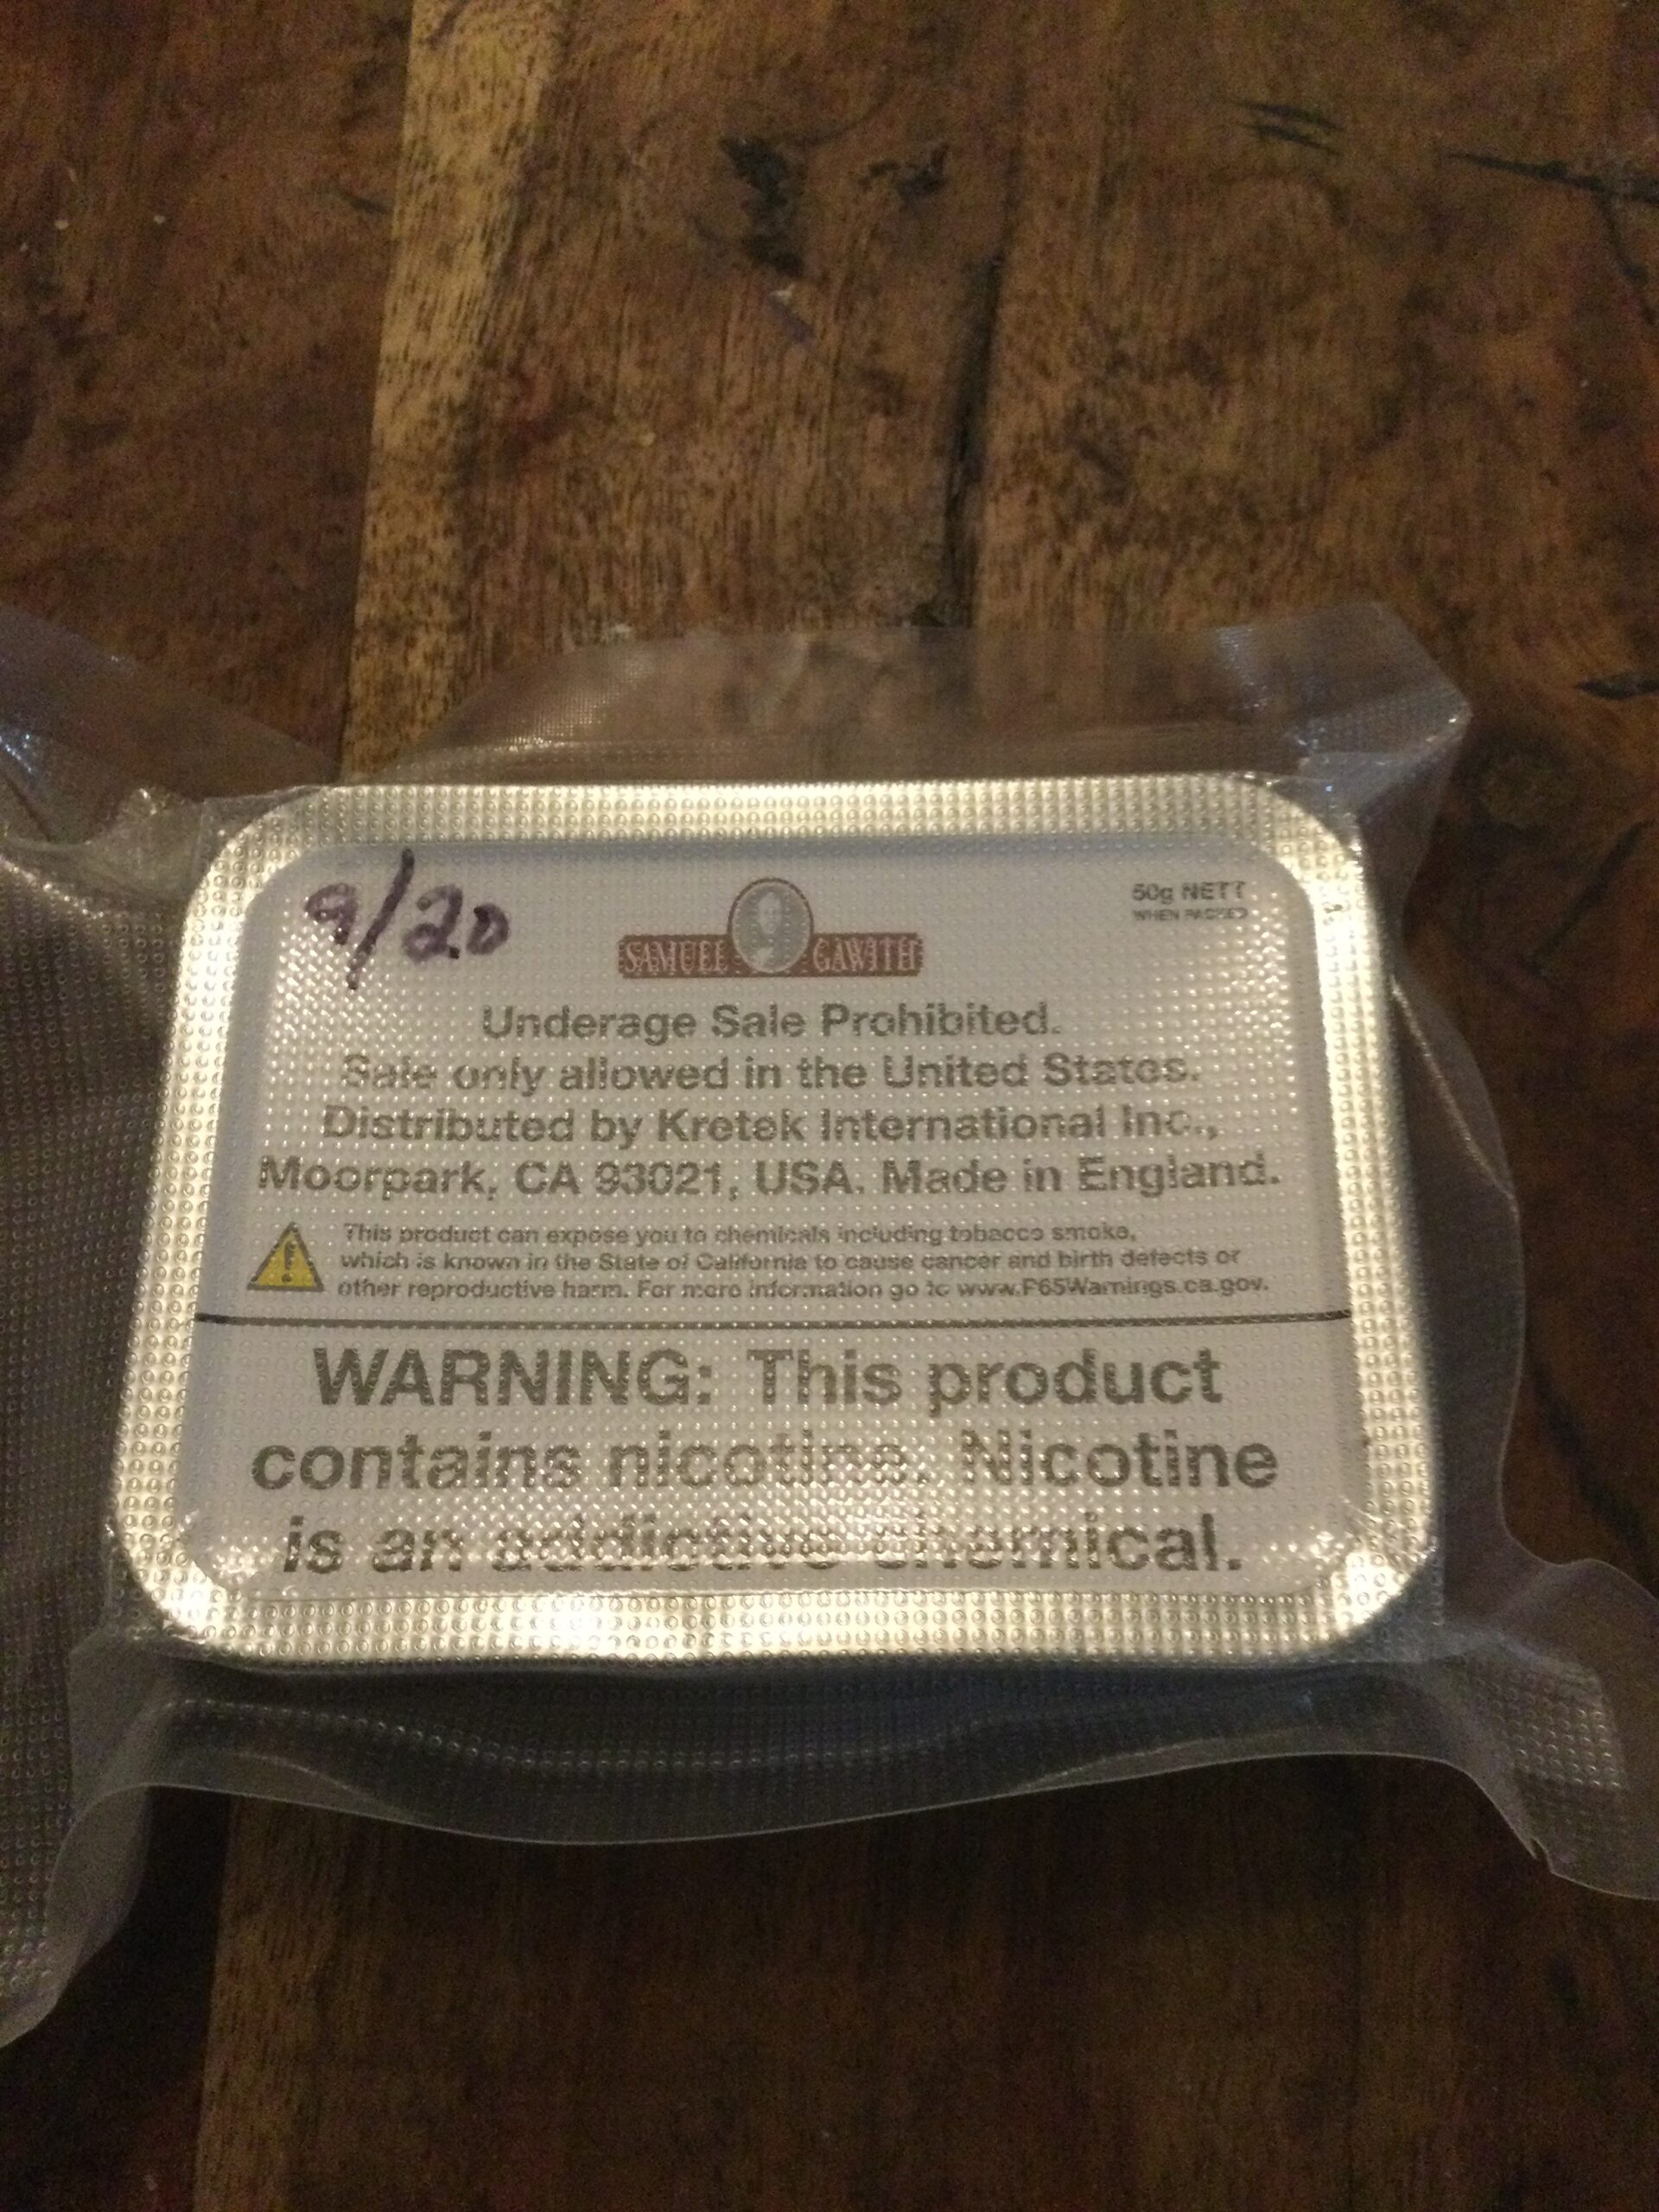 9/20
SAMUEL GAWITH
50g NETT
WHEN PACKED
Underage Sale Prohibited.
Sale only allowed in the United States.
Distributed by Kretek International Inc.,
Moorpark, CA 93021, USA. Made in England.
This product can expose you to chemicals including tobacco smoke,
which is known in the State of California to cause cancer and birth defects or
other reproductive harm. For more information go to www.P65Warnings.ca.gov.
WARNING: This product
contains nicotine. Nicotine
is an addictive chemical.